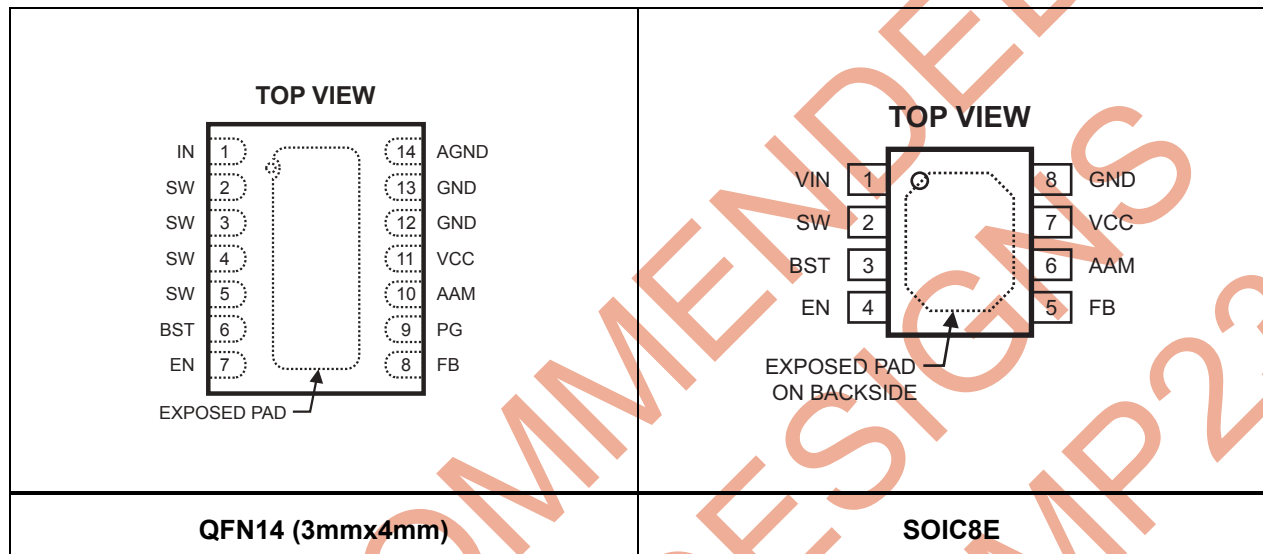 TOP VIEW
IN 1 14 AGND
SW 2 13 GND
SW 3 12 GND
SW 4 11 VCC
SW 5 10 AAM
BST 6 9 PG
EN 7 8 FB
EXPOSED PAD
QFN14 (3mmx4mm)
TOP VIEW
VIN 1 8 GND
SW 2 7 VCC
BST 3 6 AAM
EN 4 5 FB
EXPOSED PAD
ON BACKSIDE
SOIC8E